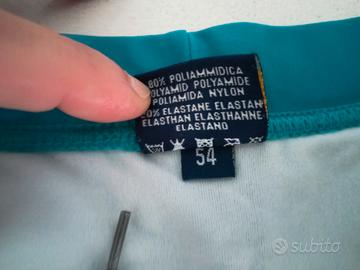 80% POLIAMMIDICA
POLYAMID POLYAMIDE
POLIAMIDA NYLON
20% ELASTANE ELASTAN
ELASTHAN ELASTHANNE
ELASTANO
54
subito